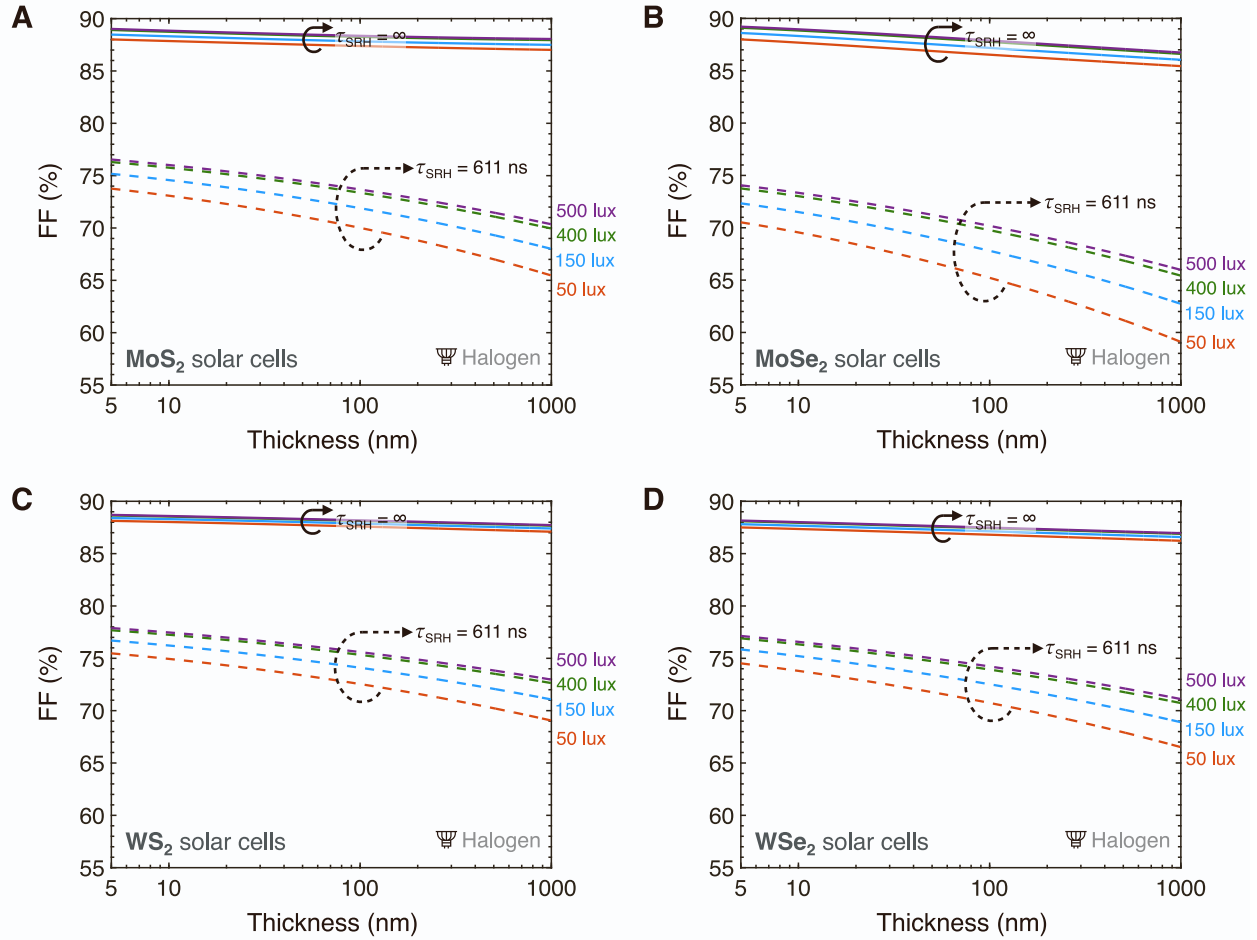 A
90
85
80
75
70
65
60
55
FF (%)
τSRH = ∞
τSRH = 611 ns
500 lux
400 lux
150 lux
50 lux
MoS2 solar cells
Halogen
5 10 100 1000
Thickness (nm)
B
90
85
80
75
70
65
60
55
FF (%)
τSRH = ∞
τSRH = 611 ns
500 lux
400 lux
150 lux
50 lux
MoSe2 solar cells
Halogen
5 10 100 1000
Thickness (nm)
C
90
85
80
75
70
65
60
55
FF (%)
τSRH = ∞
τSRH = 611 ns
500 lux
400 lux
150 lux
50 lux
WS2 solar cells
Halogen
5 10 100 1000
Thickness (nm)
D
90
85
80
75
70
65
60
55
FF (%)
τSRH = ∞
τSRH = 611 ns
500 lux
400 lux
150 lux
50 lux
WSe2 solar cells
Halogen
5 10 100 1000
Thickness (nm)